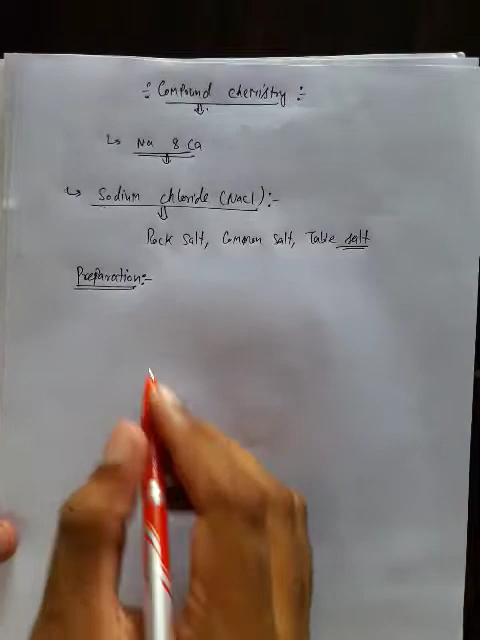 ÷ Compound chemistry ÷
↳ Na & Ca
↳ Sodium chloride (NaCl):-
Rock salt, Common salt, Table salt
Preparation:-